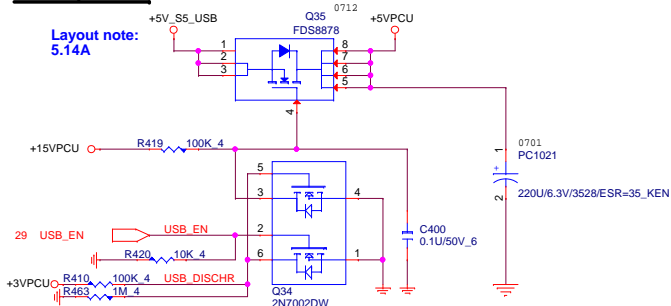 0712
+5V_S5_USB
Q35
+5VPCU
FDS8878
Layout note:
5.14A
1
8
2
7
3
6
5
4
+15VPCU
R419
100K_4
0701
PC1021
1
+
2
220U/6.3V/3528/ESR=35_KEN
5
3
4
29
USB_EN
USB_EN
2
C400
0.1U/50V_6
R420
10K_4
6
1
+3VPCU
R410
100K_4
USB_DISCHR
R463
1M_4
Q34
2N7002DW